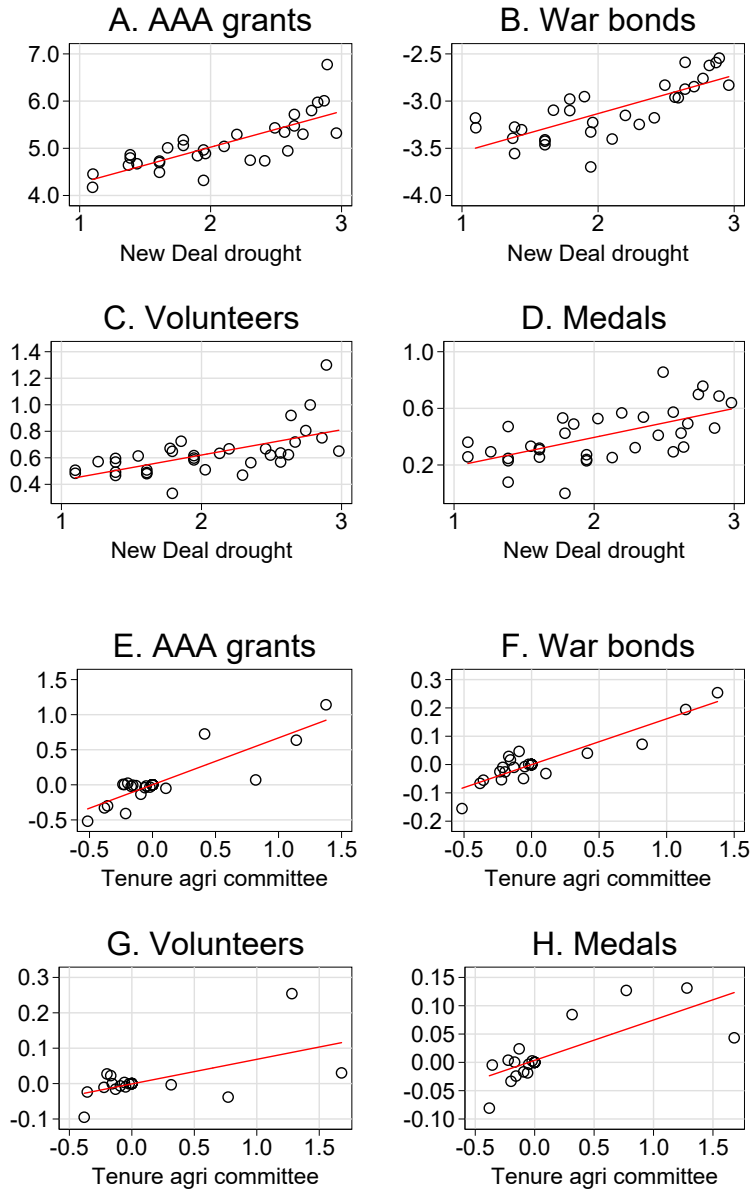 A. AAA grants
7.0
6.0
5.0
4.0
1 2 3
New Deal drought
B. War bonds
-2.5
-3.0
-3.5
-4.0
1 2 3
New Deal drought
C. Volunteers
1.4
1.2
1.0
0.8
0.6
0.4
1 2 3
New Deal drought
D. Medals
1.0
0.6
0.2
1 2 3
New Deal drought
E. AAA grants
1.5
1.0
0.5
0.0
-0.5
-0.5 0.0 0.5 1.0 1.5
Tenure agri committee
F. War bonds
0.3
0.2
0.1
0.0
-0.1
-0.2
-0.5 0.0 0.5 1.0 1.5
Tenure agri committee
G. Volunteers
0.3
0.2
0.1
0.0
-0.1
-0.5 0.0 0.5 1.0 1.5
Tenure agri committee
H. Medals
0.15
0.10
0.05
0.00
-0.05
-0.10
-0.5 0.0 0.5 1.0 1.5
Tenure agri committee